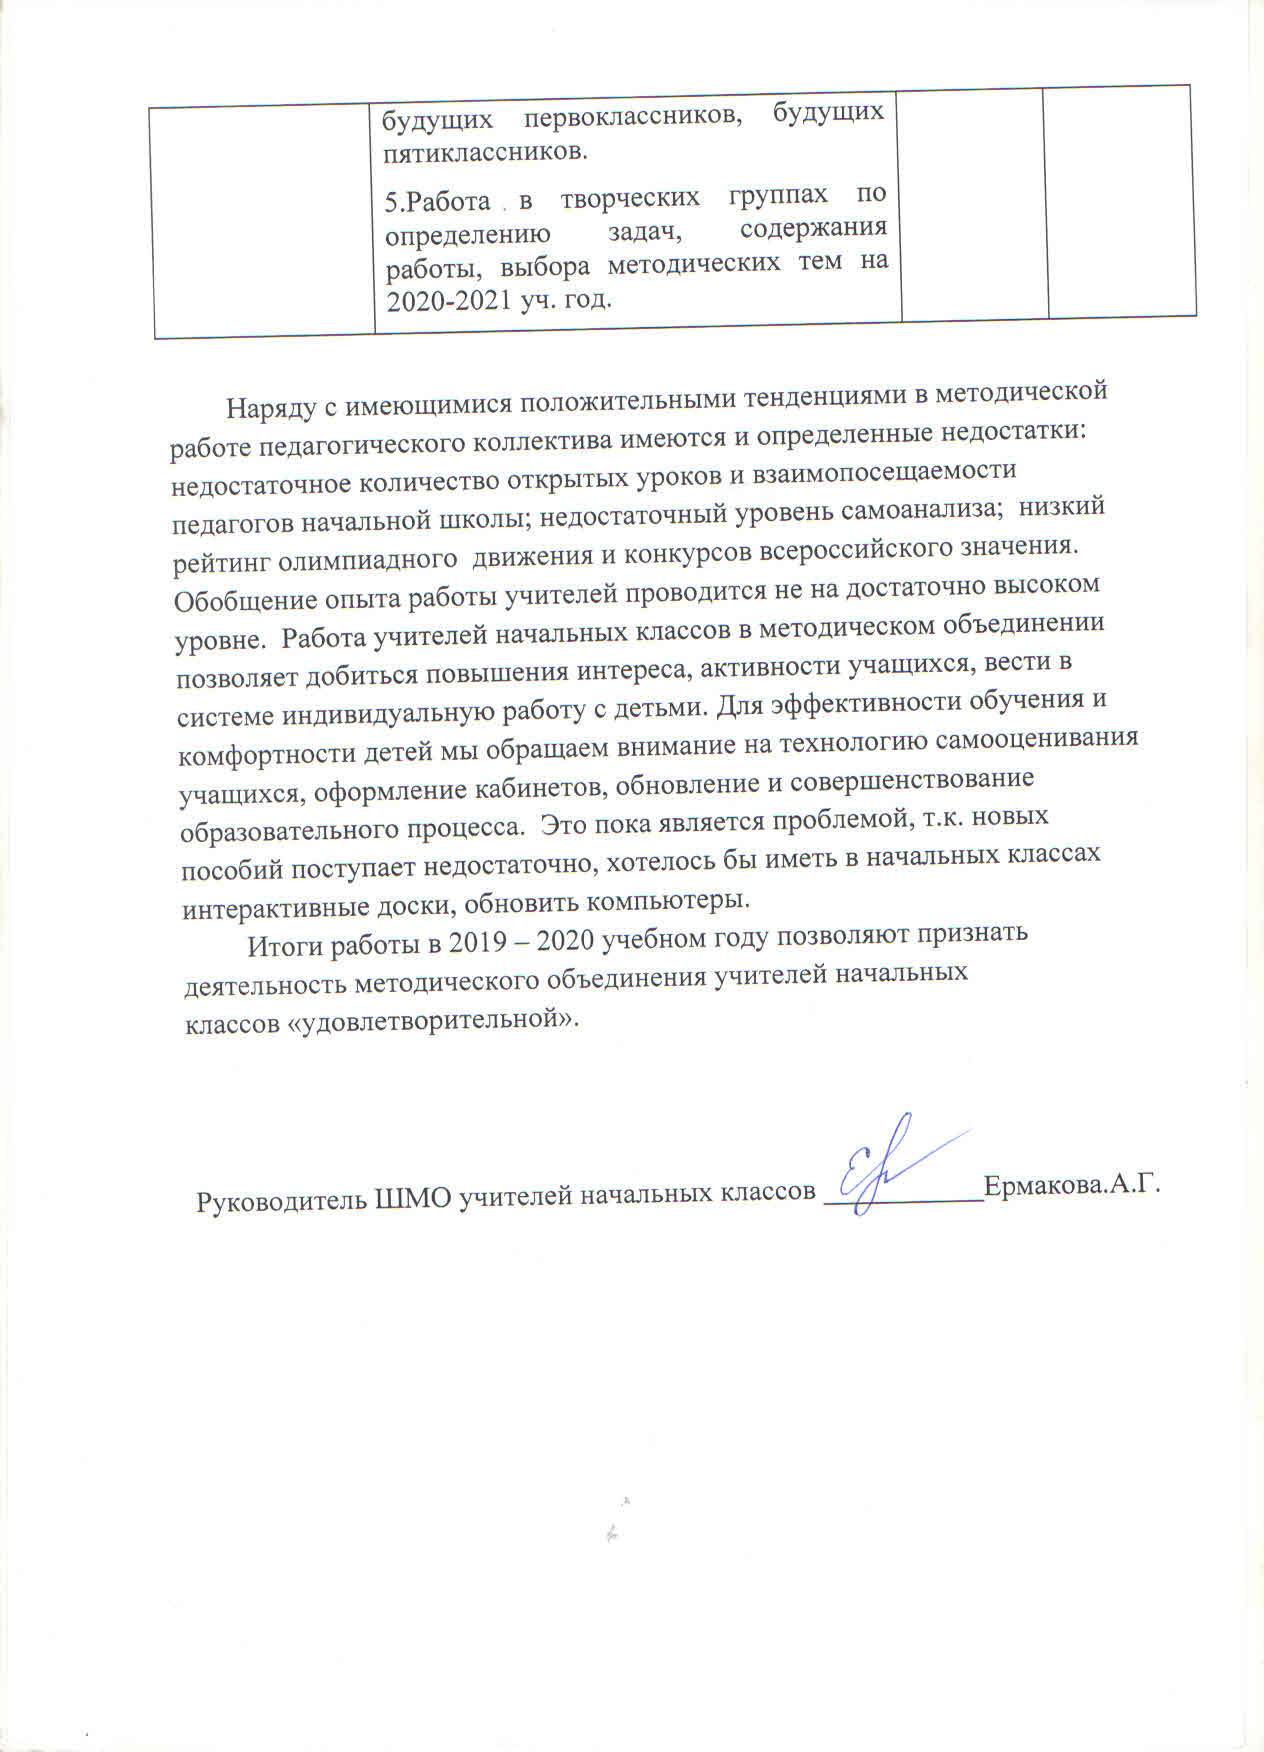 будущих первоклассников, будущих
пятиклассников.
5.Работа в творческих группах по
определению задач, содержания
работы, выбора методических тем на
2020-2021 уч. год.
Наряду с имеющимися положительными тенденциями в методической
работе педагогического коллектива имеются и определенные недостатки:
недостаточное количество открытых уроков и взаимопосещаемости
педагогов начальной школы; недостаточный уровень самоанализа; низкий
рейтинг олимпиадного движения и конкурсов всероссийского значения.
Обобщение опыта работы учителей проводится не на достаточно высоком
уровне. Работа учителей начальных классов в методическом объединении
позволяет добиться повышения интереса, активности учащихся, вести в
системе индивидуальную работу с детьми. Для эффективности обучения и
комфортности детей мы обращаем внимание на технологию самооценивания
учащихся, оформление кабинетов, обновление и совершенствование
образовательного процесса. Это пока является проблемой, т.к. новых
пособий поступает недостаточно, хотелось бы иметь в начальных классах
интерактивные доски, обновить компьютеры.
Итоги работы в 2019 – 2020 учебном году позволяют признать
деятельность методического объединения учителей начальных
классов «удовлетворительной».
Руководитель ШМО учителей начальных классов ____________Ермакова.А.Г.